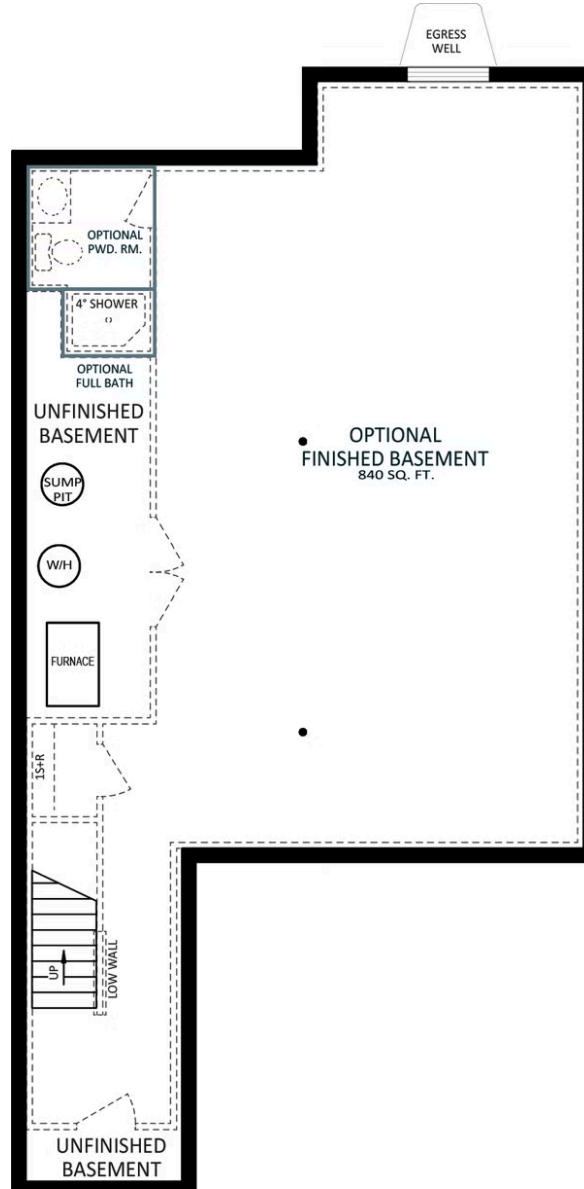 EGRESS
WELL
OPTIONAL
PWD. RM.
4° SHOWER
OPTIONAL
FULL BATH
UNFINISHED
BASEMENT
OPTIONAL
FINISHED BASEMENT
840 SQ. FT.
SUMP
PIT
W/H
FURNACE
1S+R
UP
LOW WALL
UNFINISHED
BASEMENT